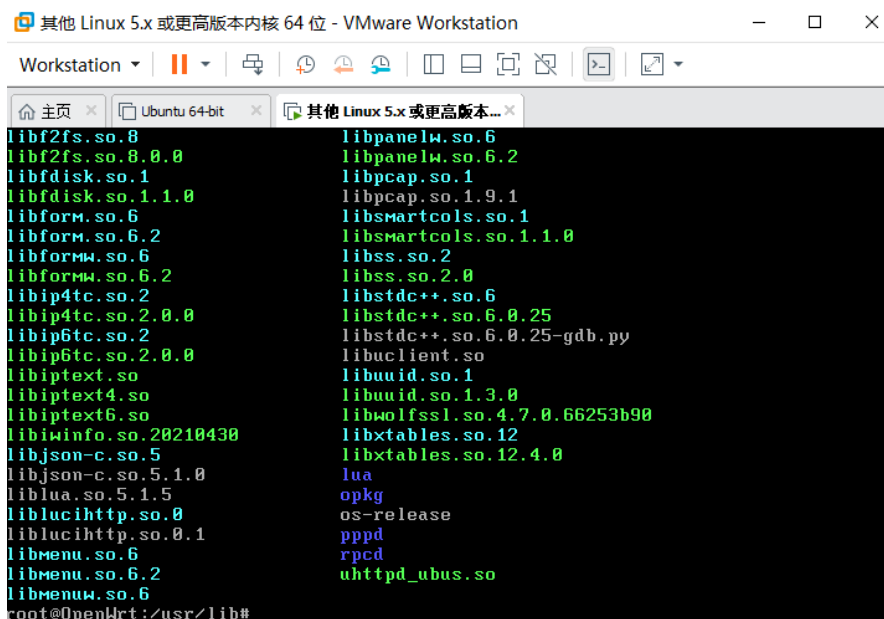 其他 Linux 5.x 或更高版本内核 64 位 - VMware Workstation
Workstation
主页 Ubuntu 64-bit 其他 Linux 5.x 或更高版本...
libf2fs.so.8 libpanelw.so.6
libf2fs.so.8.0.0 libpanelw.so.6.2
libfdisk.so.1 libpcap.so.1
libfdisk.so.1.1.0 libpcap.so.1.9.1
libform.so.6 libsmartcols.so.1
libform.so.6.2 libsmartcols.so.1.1.0
libformw.so.6 libss.so.2
libformw.so.6.2 libss.so.2.0
libip4tc.so.2 libstdc++.so.6
libip4tc.so.2.0.0 libstdc++.so.6.0.25
libip6tc.so.2 libstdc++.so.6.0.25-gdb.py
libip6tc.so.2.0.0 libuclient.so
libiptext.so libuuid.so.1
libiptext4.so libuuid.so.1.3.0
libiptext6.so libwolfssl.so.4.7.0.66253b90
libiwinfo.so.20210430 libxtables.so.12
libjson-c.so.5 libxtables.so.12.4.0
libjson-c.so.5.1.0 lua
liblua.so.5.1.5 opkg
liblucihttp.so.0 os-release
liblucihttp.so.0.1 pppd
libmenu.so.6 rpcd
libmenu.so.6.2 uhttpd_ubus.so
libmenuw.so.6
root@OpenWrt:/usr/lib#